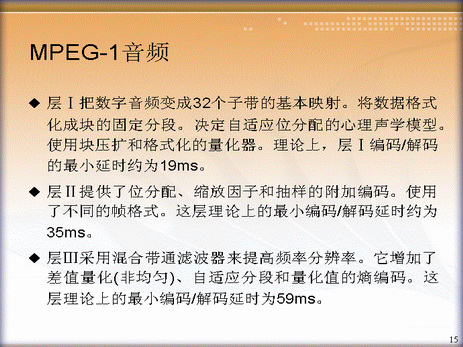 MPEG-1音频
◆ 层Ⅰ把数字音频变成32个子带的基本映射。将数据格式
化成块的固定分段。决定自适应位分配的心理声学模型。
使用块压扩和格式化的量化器。理论上，层Ⅰ编码/解码
的最小延时约为19ms。
◆ 层Ⅱ提供了位分配、缩放因子和抽样的附加编码。使用
了不同的帧格式。这层理论上的最小编码/解码延时约为
35ms。
◆ 层Ⅲ采用混合带通滤波器来提高频率分辨率。它增加了
差值量化(非均匀)、自适应分段和量化值的熵编码。这
层理论上的最小编码/解码延时为59ms。
15